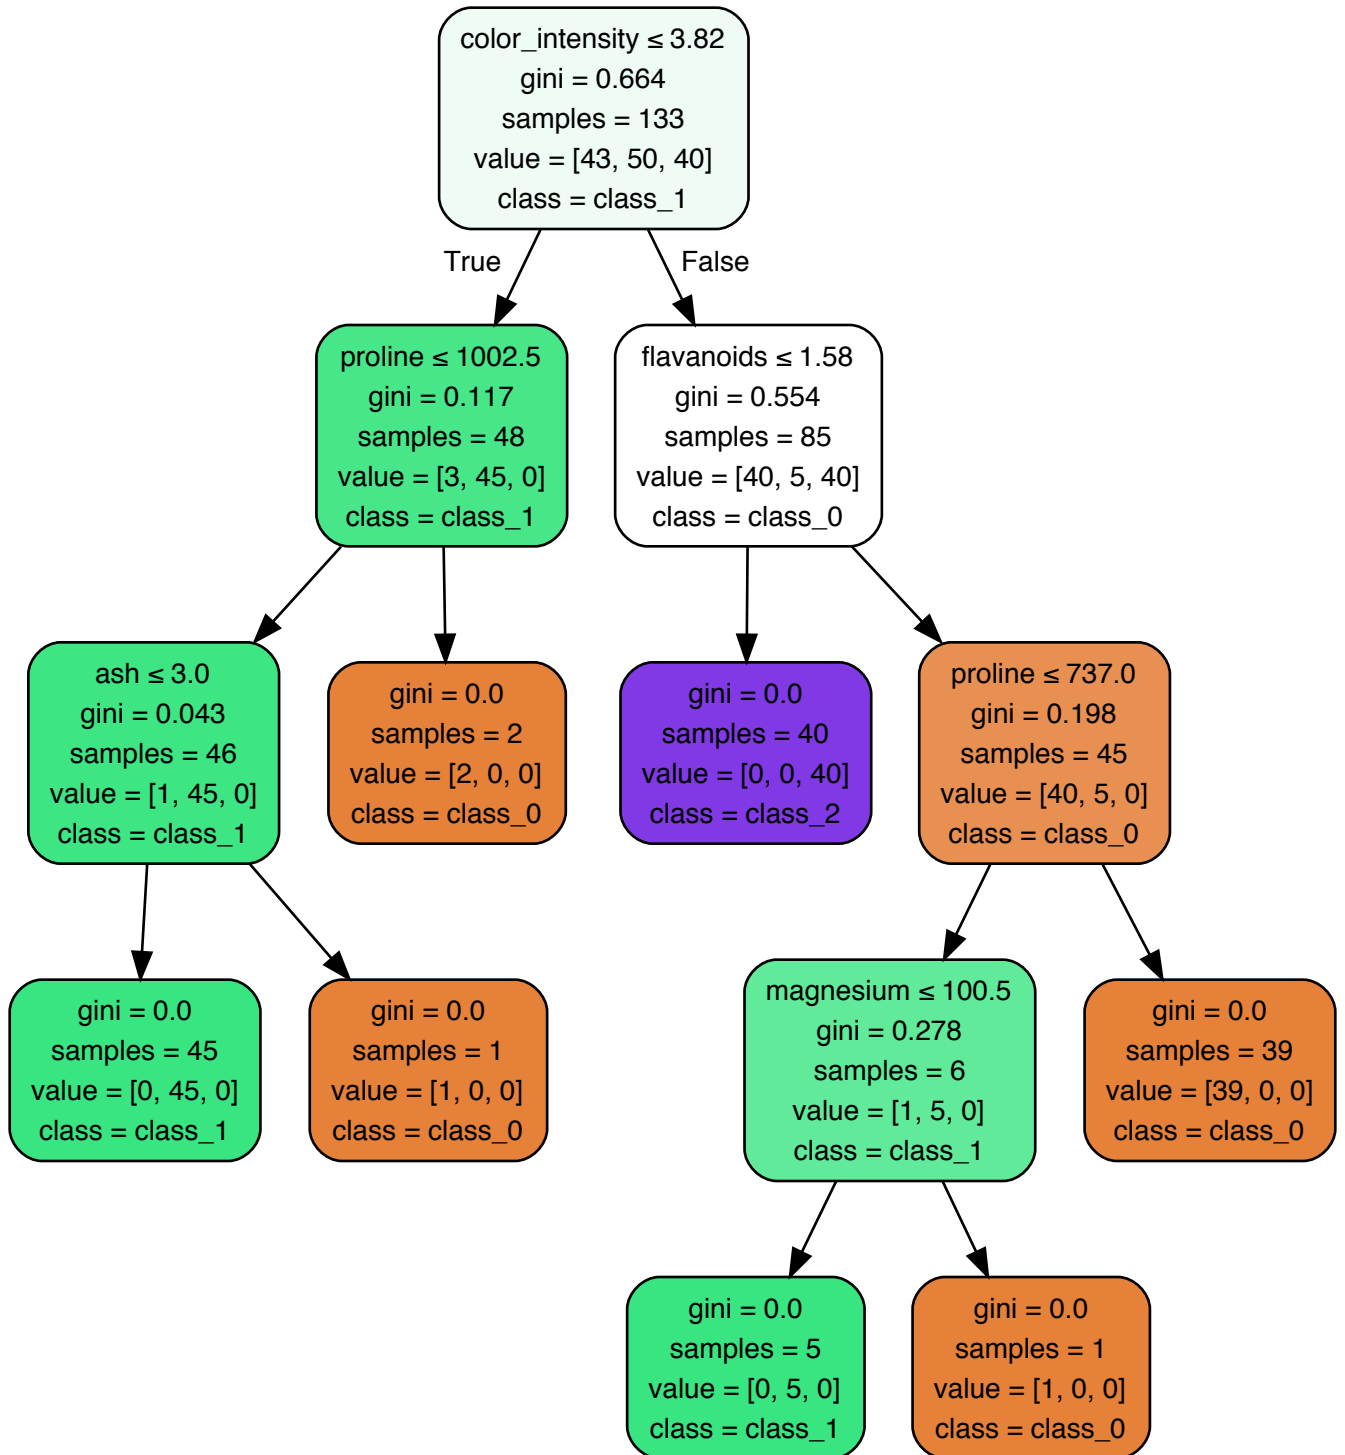 color_intensity ≤ 3.82
gini = 0.664
samples = 133
value = [43, 50, 40]
class = class_1
True
False
proline ≤ 1002.5
gini = 0.117
samples = 48
value = [3, 45, 0]
class = class_1
flavanoids ≤ 1.58
gini = 0.554
samples = 85
value = [40, 5, 40]
class = class_0
ash ≤ 3.0
gini = 0.043
samples = 46
value = [1, 45, 0]
class = class_1
gini = 0.0
samples = 2
value = [2, 0, 0]
class = class_0
gini = 0.0
samples = 40
value = [0, 0, 40]
class = class_2
proline ≤ 737.0
gini = 0.198
samples = 45
value = [40, 5, 0]
class = class_0
gini = 0.0
samples = 45
value = [0, 45, 0]
class = class_1
gini = 0.0
samples = 1
value = [1, 0, 0]
class = class_0
magnesium ≤ 100.5
gini = 0.278
samples = 6
value = [1, 5, 0]
class = class_1
gini = 0.0
samples = 39
value = [39, 0, 0]
class = class_0
gini = 0.0
samples = 5
value = [0, 5, 0]
class = class_1
gini = 0.0
samples = 1
value = [1, 0, 0]
class = class_0